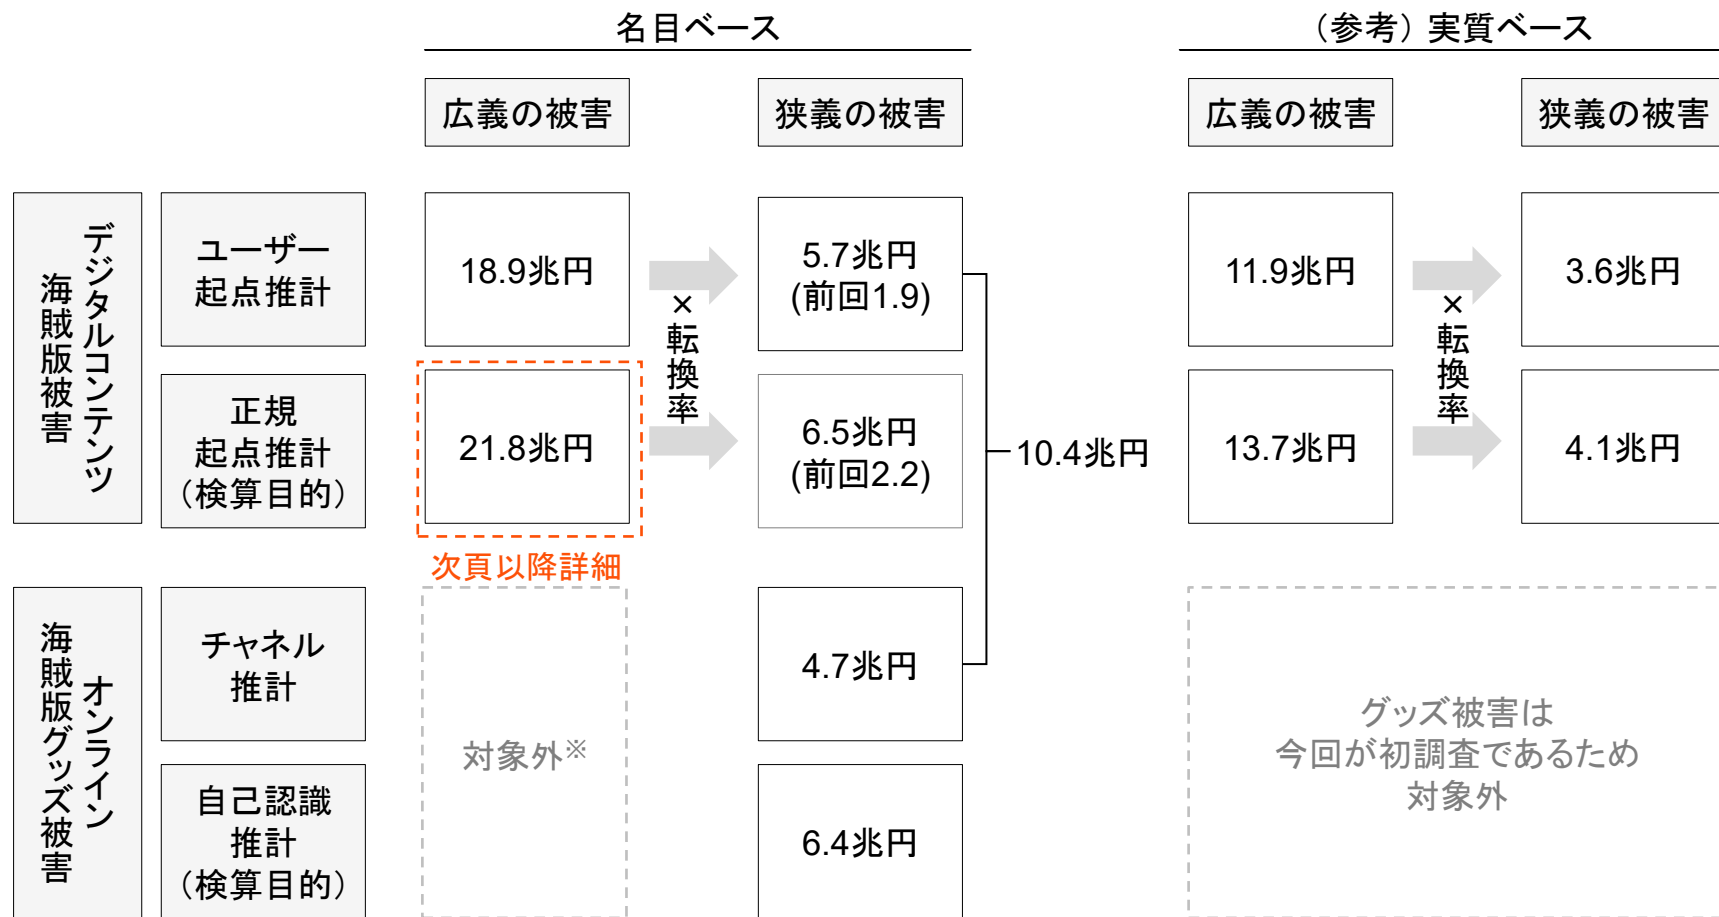 名目ベース
（参考）実質ベース
広義の被害
狭義の被害
広義の被害
狭義の被害
デジタルコンテンツ
海賊版被害
ユーザー
起点推計
18.9兆円
5.7兆円
(前回1.9)
11.9兆円
3.6兆円
×転換率
×転換率
正規
起点推計
（検算目的）
21.8兆円
6.5兆円
(前回2.2)
10.4兆円
13.7兆円
4.1兆円
次頁以降詳細
オンライン
海賊版グッズ被害
チャネル
推計
対象外※
4.7兆円
グッズ被害は
今回が初調査であるため
対象外
自己認識
推計
（検算目的）
6.4兆円